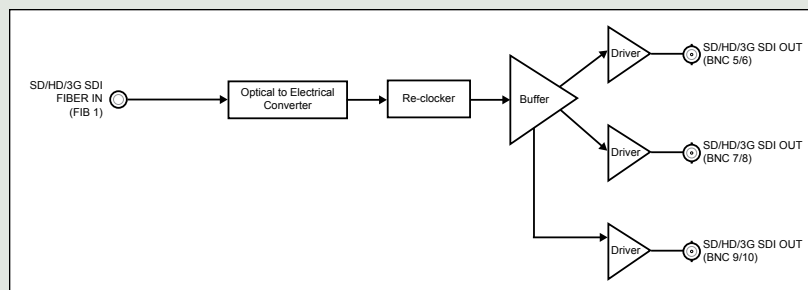 SD/HD/3G SDI
FIBER IN
(FIB 1)
Optical to Electrical
Converter
Re-clocker
Buffer
Driver
SD/HD/3G SDI OUT
(BNC 5/6)
Driver
SD/HD/3G SDI OUT
(BNC 7/8)
Driver
SD/HD/3G SDI OUT
(BNC 9/10)